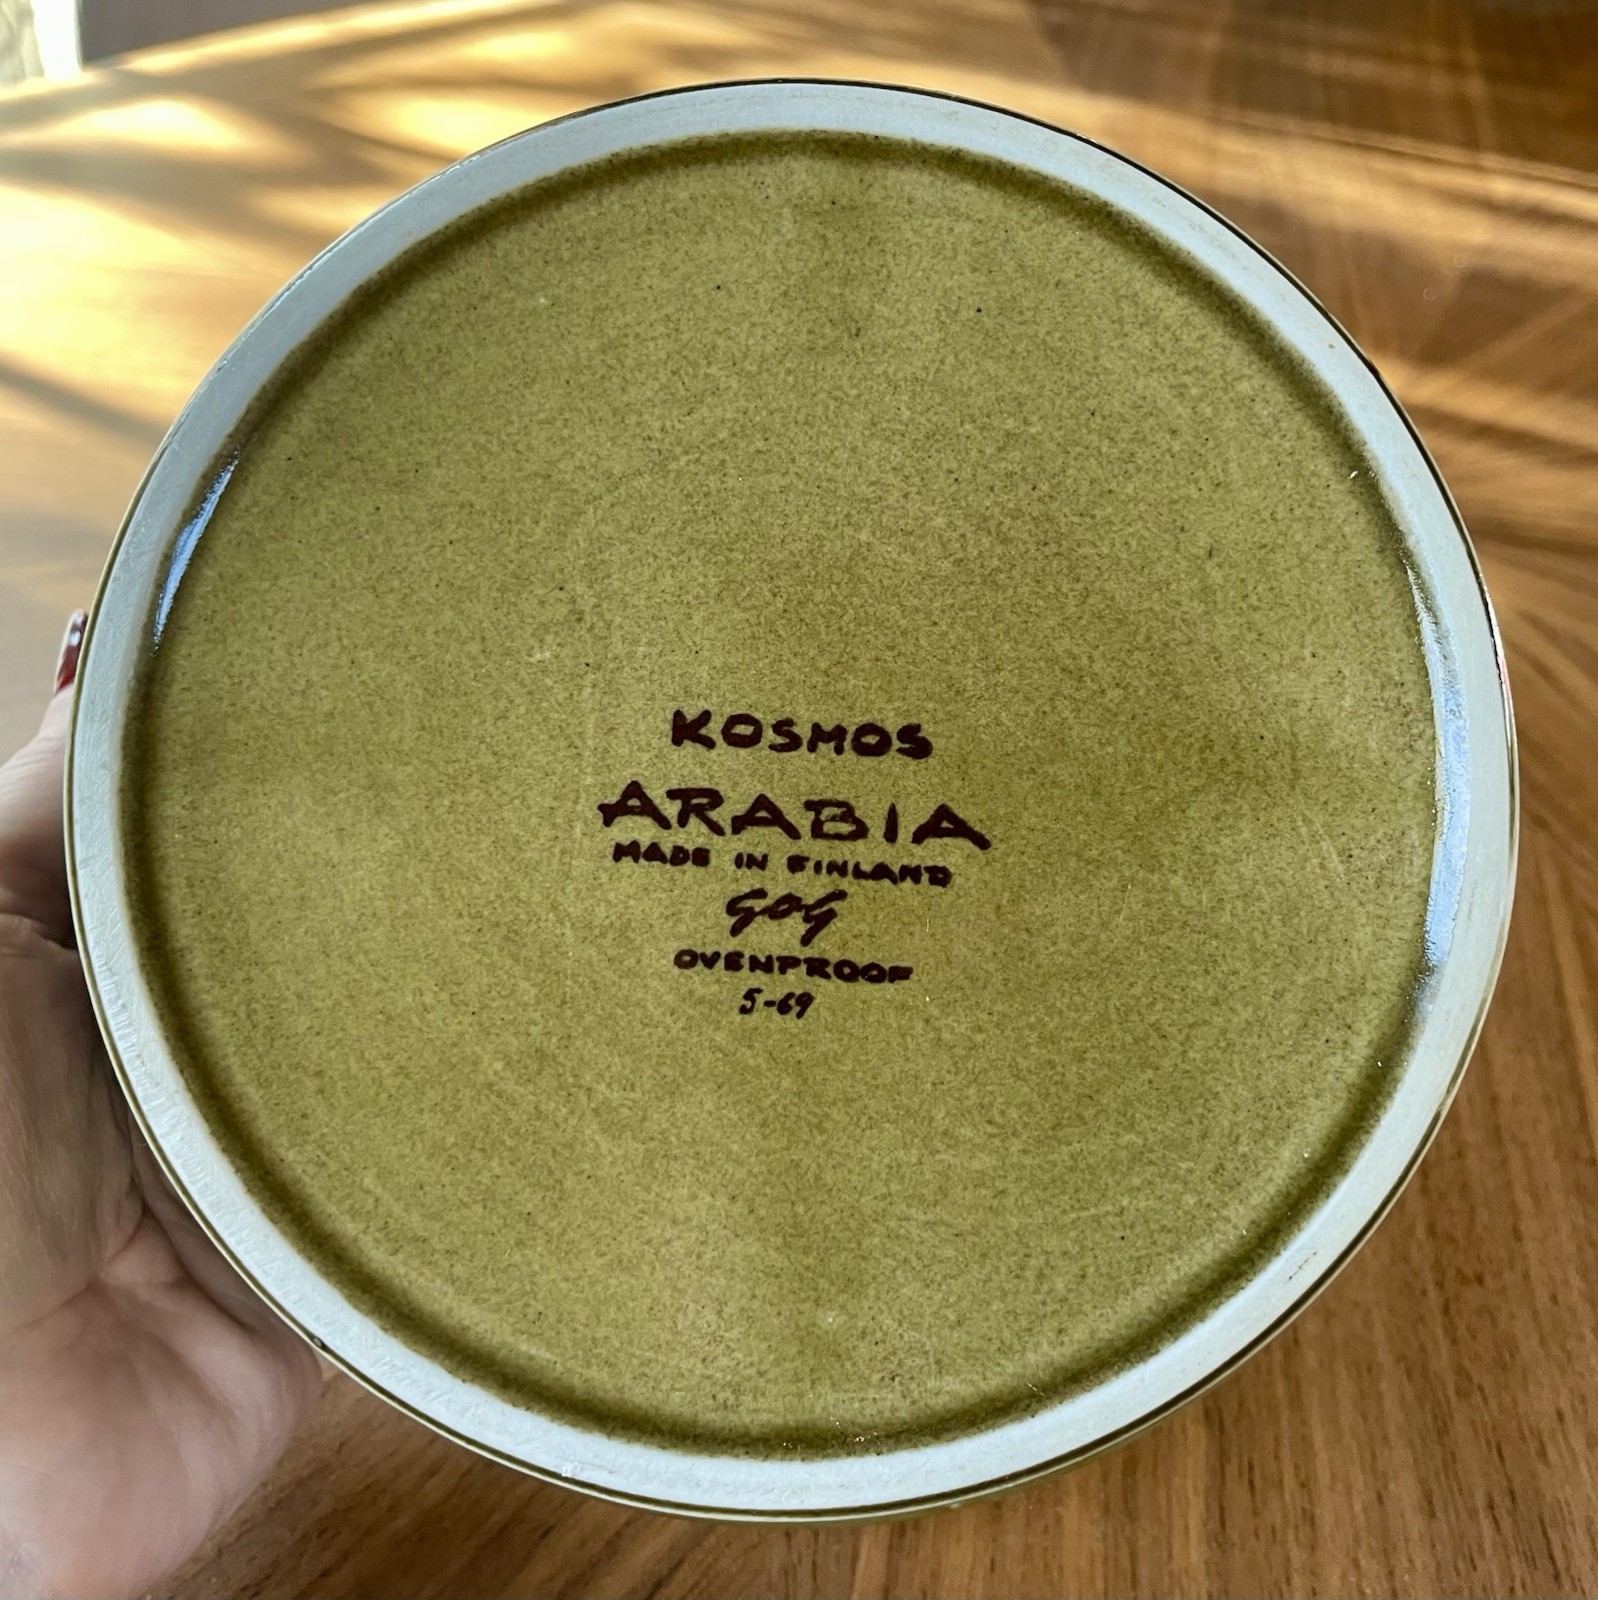 KOSMOS
ARABIA
MADE IN FINLAND
GOG
OVENPROOF
5-69